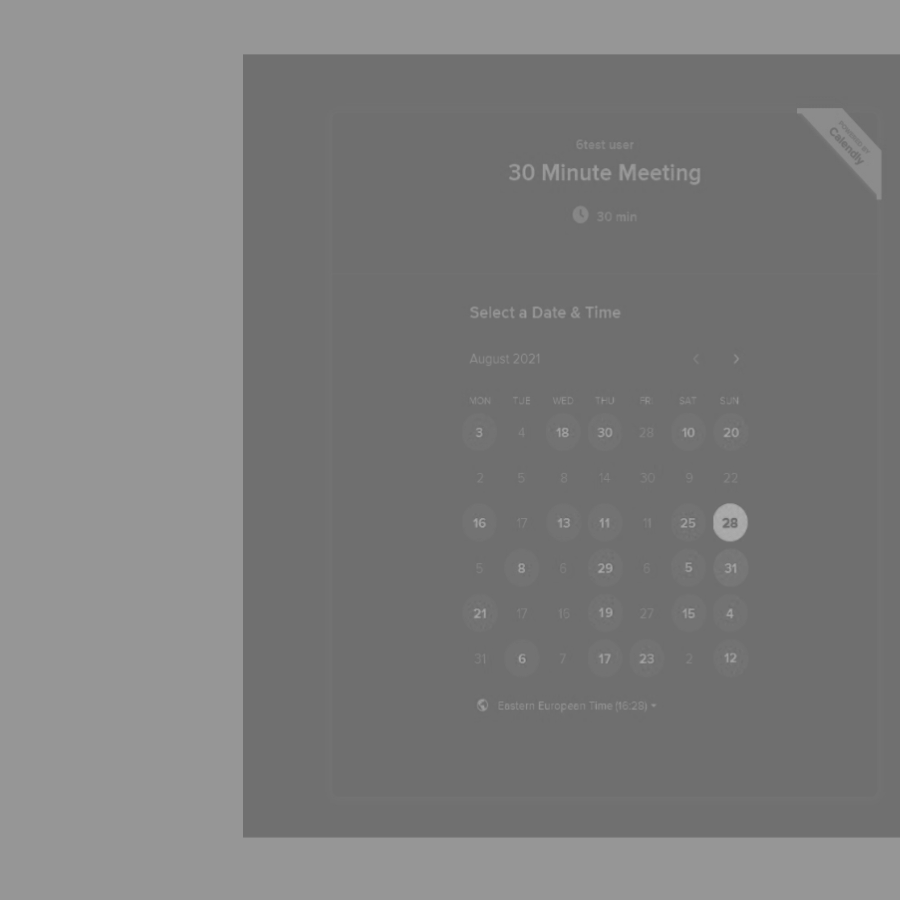 POWERED BY
Calendly
6test user
30 Minute Meeting
30 min
Select a Date & Time
August 2021
MON TUE WED THU FRI SAT SUN
3 4 18 30 28 10 20
2 5 8 14 30 9 22
16 17 13 11 11 25 28
5 8 6 29 6 5 31
21 17 15 19 27 15 4
31 6 7 17 23 2 12
Eastern European Time (16:28)